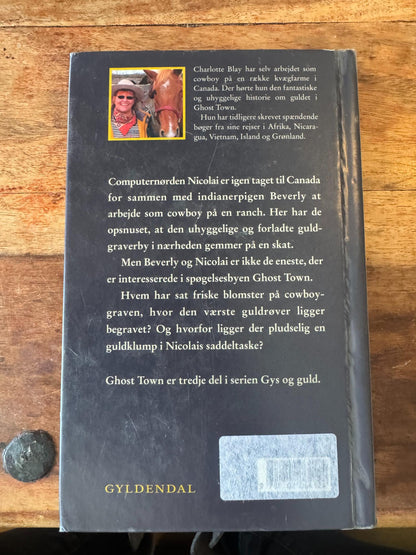 Charlotte Blay har selv arbejdet som
cowboy på en række kvægfarme i
Canada. Der hørte hun den fantastiske
og uhyggelige historie om guldet i
Ghost Town.
Hun har tidligere skrevet spændende
bøger fra sine rejser i Afrika, Nicara-
gua, Vietnam, Island og Grønland.
Computernørden Nicolai er igen taget til Canada
for sammen med indianerpigen Beverly at
arbejde som cowboy på en ranch. Her har de
opsnuset, at den uhyggelige og forladte guld-
graverby i nærheden gemmer på en skat.
Men Beverly og Nicolai er ikke de eneste, der
er interesserede i spøgelsesbyen Ghost Town.
Hvem har sat friske blomster på cowboy-
graven, hvor den værste guldrøver ligger
begravet? Og hvorfor ligger der pludselig en
guldklump i Nicolais saddeltaske?
Ghost Town er tredje del i serien Gys og guld.
GYLDENDAL